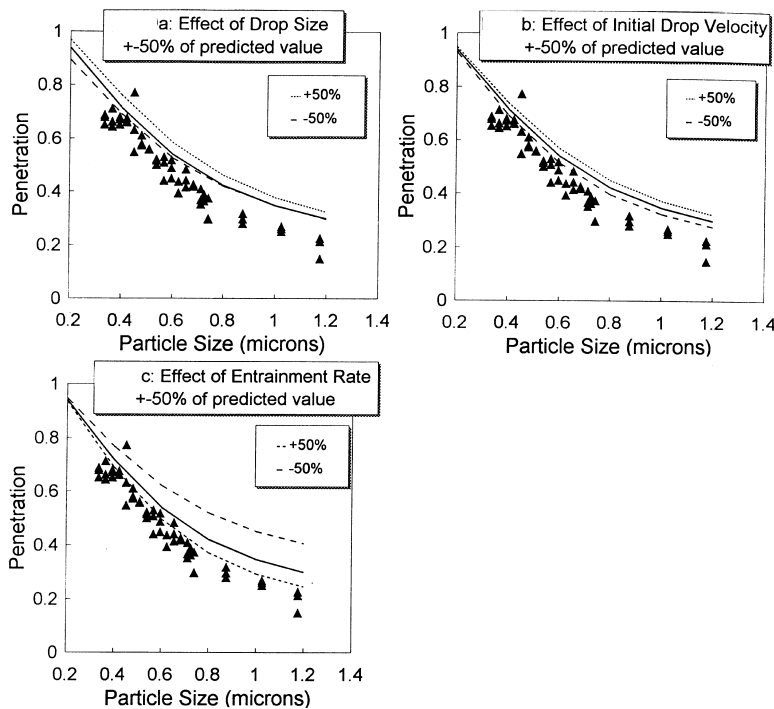 a: Effect of Drop Size
+-50% of predicted value
+50%
-50%
Penetration
1
0.8
0.6
0.4
0.2
0
0.2 0.4 0.6 0.8 1 1.2 1.4
Particle Size (microns)
b: Effect of Initial Drop Velocity
+-50% of predicted value
+50%
-50%
Penetration
1
0.8
0.6
0.4
0.2
0
0.2 0.4 0.6 0.8 1 1.2 1.4
Particle Size (microns)
c: Effect of Entrainment Rate
+-50% of predicted value
+50%
-50%
Penetration
1
0.8
0.6
0.4
0.2
0
0.2 0.4 0.6 0.8 1 1.2 1.4
Particle Size (microns)